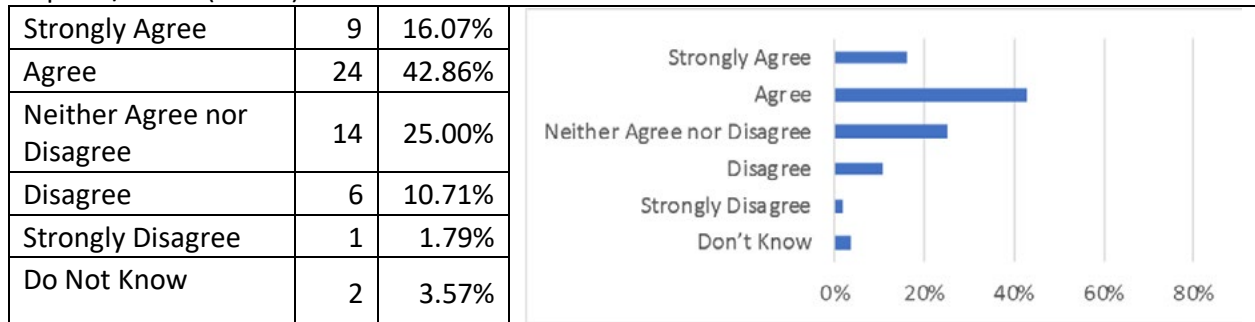 Strongly Agree 9 16.07%
Agree 24 42.86%
Neither Agree nor
Disagree 14 25.00%
Disagree 6 10.71%
Strongly Disagree 1 1.79%
Do Not Know 2 3.57%
Strongly Agree
Agree
Neither Agree nor Disagree
Disagree
Strongly Disagree
Don't Know
0% 20% 40% 60% 80%